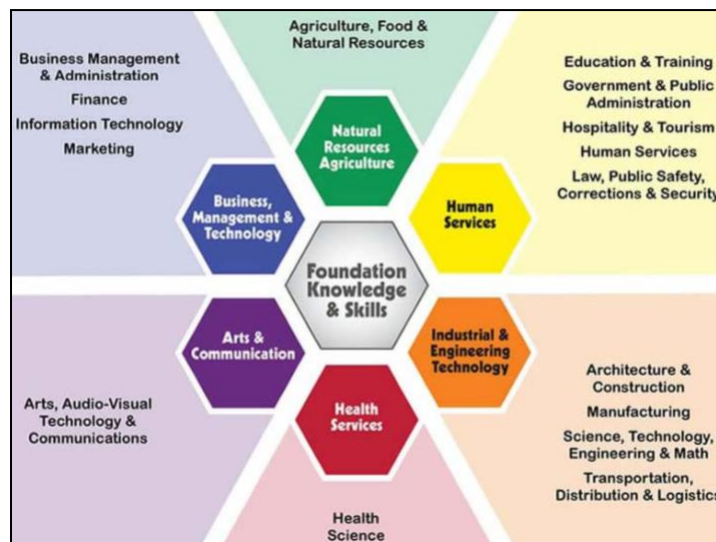 Agriculture, Food &
Natural Resources
Business Management
& Administration
Finance
Information Technology
Marketing
Education & Training
Government & Public
Administration
Hospitality & Tourism
Human Services
Law, Public Safety,
Corrections & Security
Natural
Resources
Agriculture
Business,
Management &
Technology
Human
Services
Foundation
Knowledge
& Skills
Arts &
Communication
Industrial &
Engineering
Technology
Health
Services
Arts, Audio-Visual
Technology &
Communications
Architecture &
Construction
Manufacturing
Science, Technology,
Engineering & Math
Transportation,
Distribution & Logistics
Health
Science